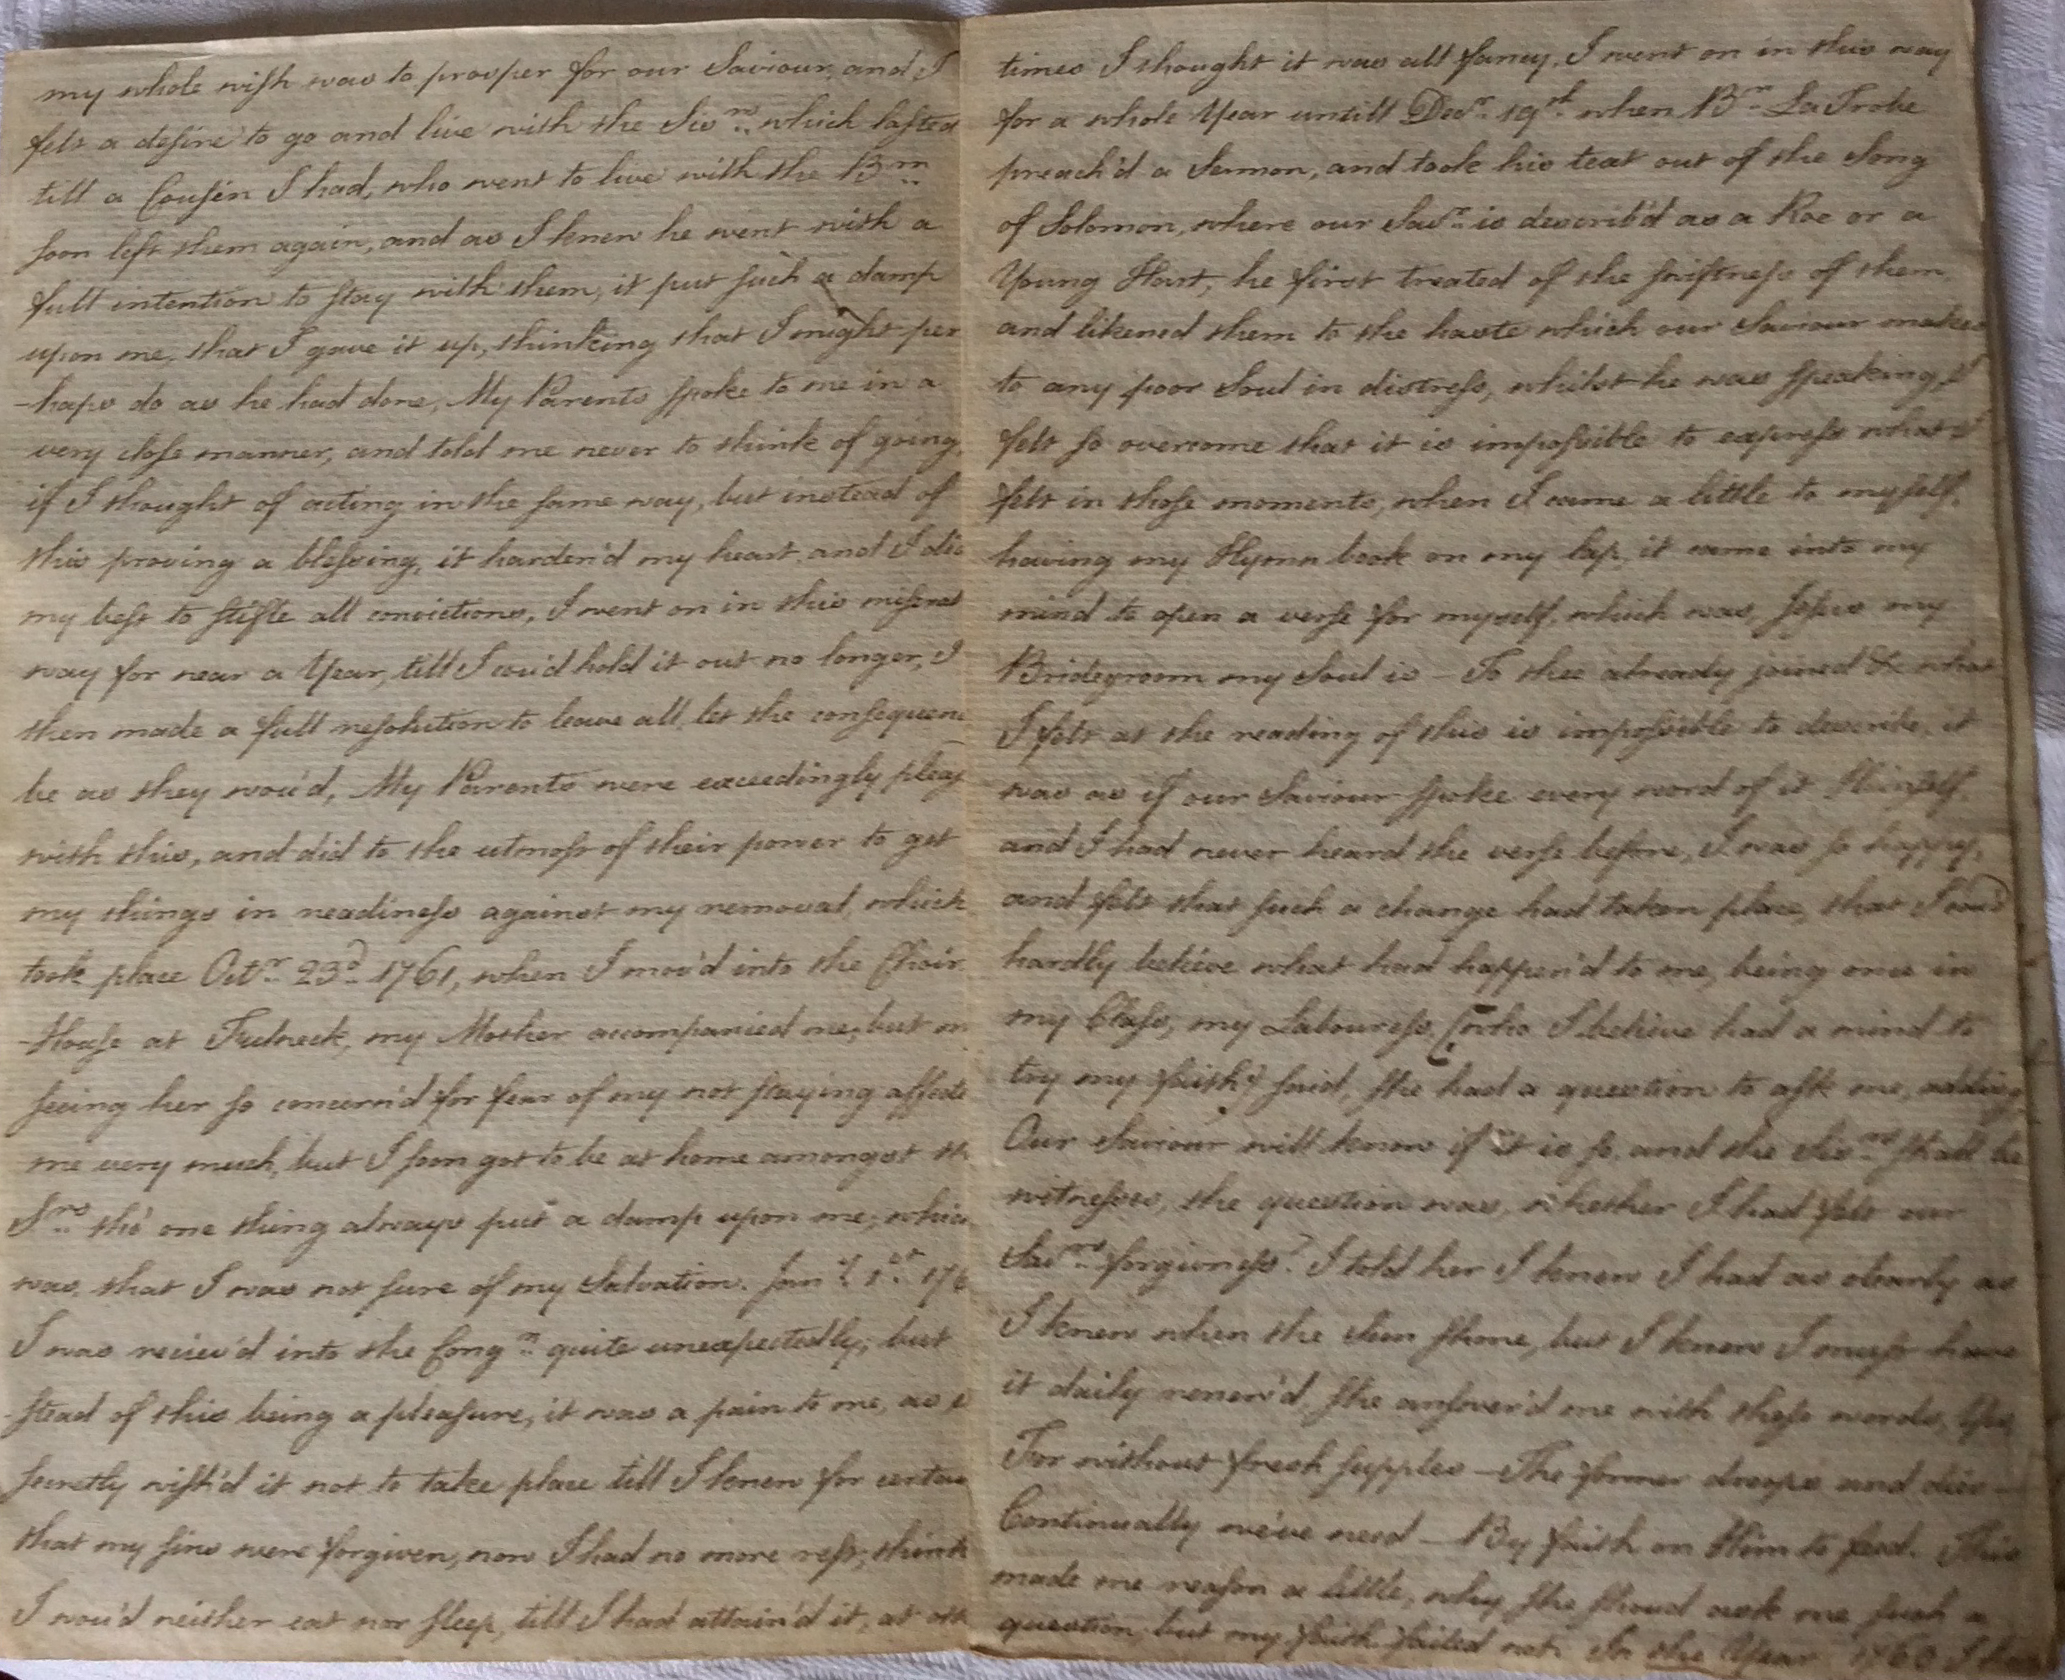 my whole wish was to prosper for our Saviour, and I
felt a desire to go and live with the Sisrs which lasted
till a Cousin I had, who went to live with the Brn
soon left them again, and as I knew he went with a
full intention to stay with them, it put such a damp
upon me, that I gave it up, thinking that I might per
-haps do as he had done, My Parents spoke to me in a
very close manner, and told me never to think of going
if I thought of acting in the same way, but instead of
this proving a blessing, it harden'd my heart, and I did
my best to stifle all convictions, I went on in this miserab
way for near a Year, till I cou'd hold it out no longer, I
then made a full resolution to leave all, let the consequenc
be as they wou'd, My Parents were exceedingly pleas
with this, and did to the utmost of their power to get
my things in readiness against my removal, which
took place Octr 23d 1761, when I mov'd into the Choir
-House at Fulneck, my Mother accompanied me, but on
seeing her so concern'd for fear of my not staying affecte
me very much, but I soon got to be at home amongst th
Srs tho' one thing always put a damp upon me, whic
was, that I was not sure of my Salvation. Jany 1st 176
I was reciev'd into the Congn quite unexpectedly; but
-stead of this being a pleasure, it was a pain to me, as I
secretly wish'd it not to take place till I knew for certai
that my sins were forgiven, now I had no more rest, think
I wou'd neither eat nor sleep, till I had attain'd it, at oth
times I thought it was all fancy. I went on in this way
for a whole Year untill Decr 19th when Br La Trobe
preach'd a Sermon, and took his text out of the Song
of Solomon, where our Savr is describ'd as a Roe or a
Young Hart, he first treated of the swiftness of them
and likened them to the haste which our Saviour makes
to any poor Soul in distress, whilst he was speaking I
felt so overcome that it is impossible to express what I
felt in those moments, when I came a little to myself,
having my Hymn book on my lap, it came into my
mind to open a verse for myself, which was, Jesus my
Bridegroom my Soul is – To thee already joined &c what
I felt at the reading of this is impossible to describe, it
was as if our Saviour spoke every word of it Himself,
and I had never heard the verse before, I was so happy,
and felt that such a change had taken place, that I cou'd
hardly believe what had happen'd to me, being once in
my Class, my Labouress, (who I believe had a mind to
try my faith) said, she had a question to ask me, adding
Our Saviour will know if it is so, and the Sisrs shall be
witnesses, the question was, whether I had felt our
Savrs forgivness? I told her I knew I had as clearly as
I knew when the Sun shone, but I knew I must have
it daily renew'd, she answer'd me with these words, Yes
For without fresh supples – The former droops and dies –
Continually we've need – By faith on Him to feed. This
made me reason a little, why she shoud ask me such a
question, but my faith failed not. In the Year 1763 I